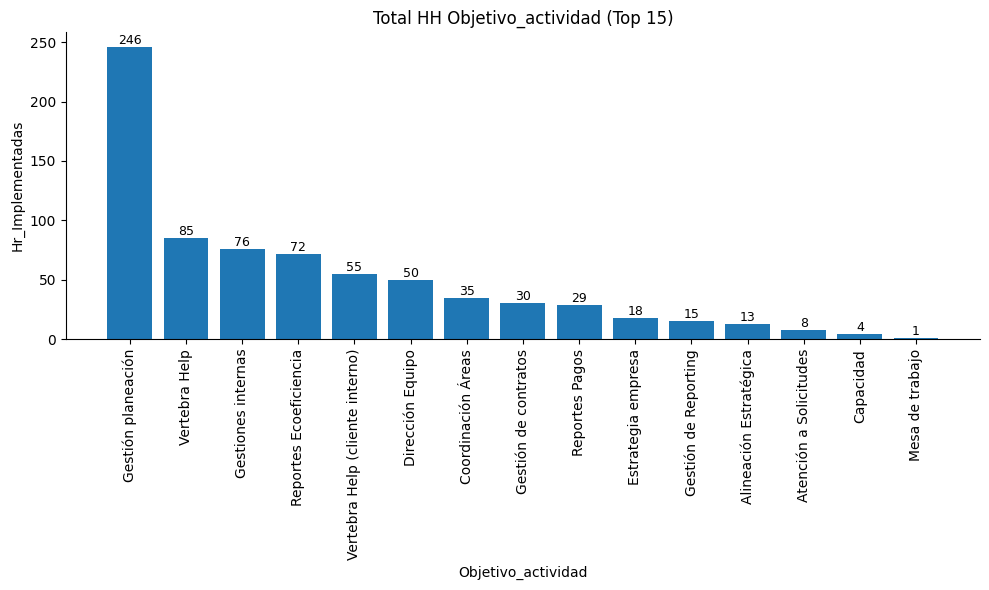 Total HH Objetivo_actividad (Top 15)
Hr_Implementadas
250
200
150
100
50
0
246
85
76
72
55
50
35
30
29
18
15
13
8
4
1
Gestión planeación
Vertebra Help
Gestiones internas
Reportes Ecoeficiencia
Vertebra Help (cliente interno)
Dirección Equipo
Coordinación Áreas
Gestión de contratos
Reportes Pagos
Estrategia empresa
Gestión de Reporting
Alineación Estratégica
Atención a Solicitudes
Capacidad
Mesa de trabajo
Objetivo_actividad